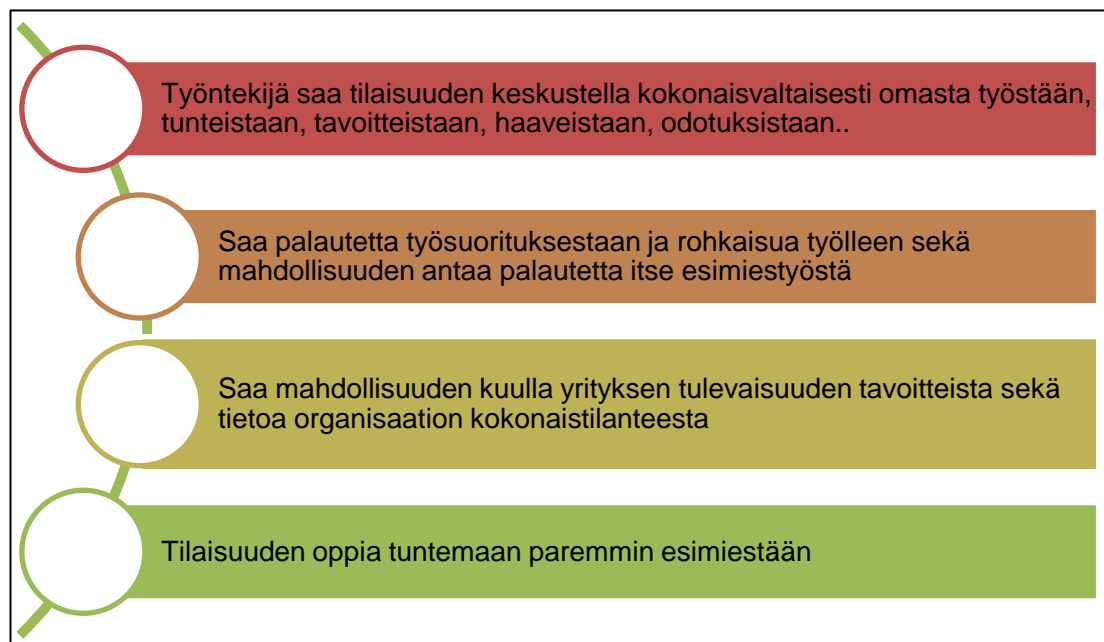 Työntekijä saa tilaisuuden keskustella kokonaisvaltaisesti omasta työstään,
tunteistaan, tavoitteistaan, haaveistaan, odotuksistaan..
Saa palautetta työsuorituksestaan ja rohkaisua työlleen sekä
mahdollisuuden antaa palautetta itse esimiestyöstä
Saa mahdollisuuden kuulla yrityksen tulevaisuuden tavoitteista sekä
tietoa organisaation kokonaistilanteesta
Tilaisuuden oppia tuntemaan paremmin esimiestään